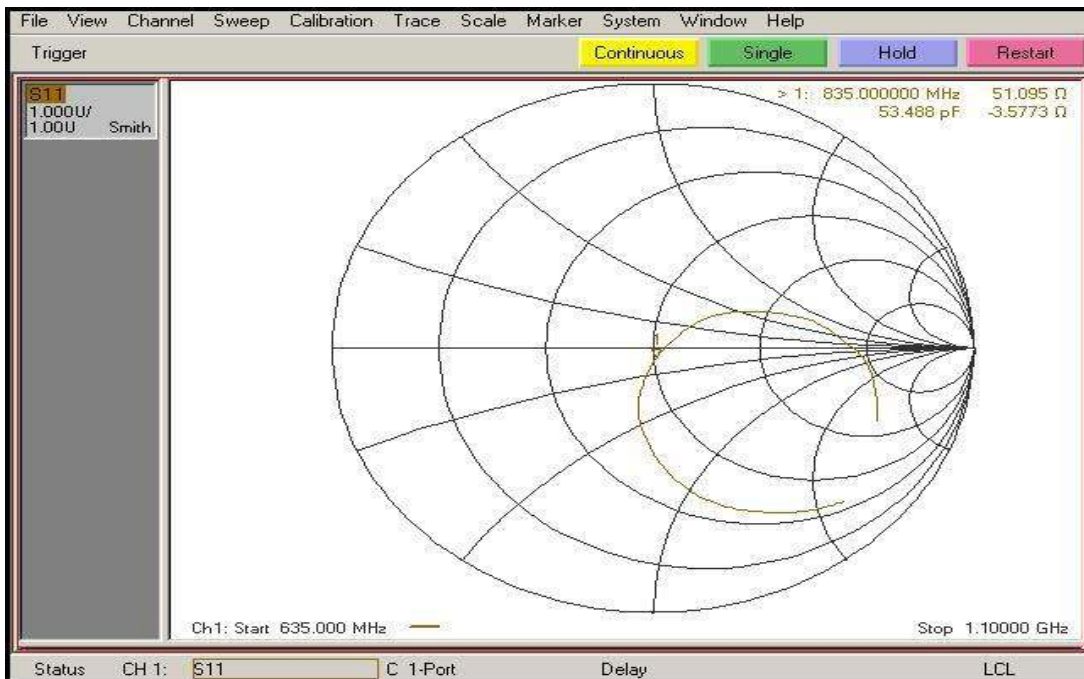 File View Channel Sweep Calibration Trace Scale Marker System Window Help
Trigger Continuous Single Hold Restart
S11
1.000U/
1.00U Smith
> 1: 835.000000 MHz 51.095 Ω
53.488 pF -3.5773 Ω
1
Ch1: Start 635.000 MHz Stop 1.10000 GHz
Status CH 1: S11 C 1-Port Delay LCL